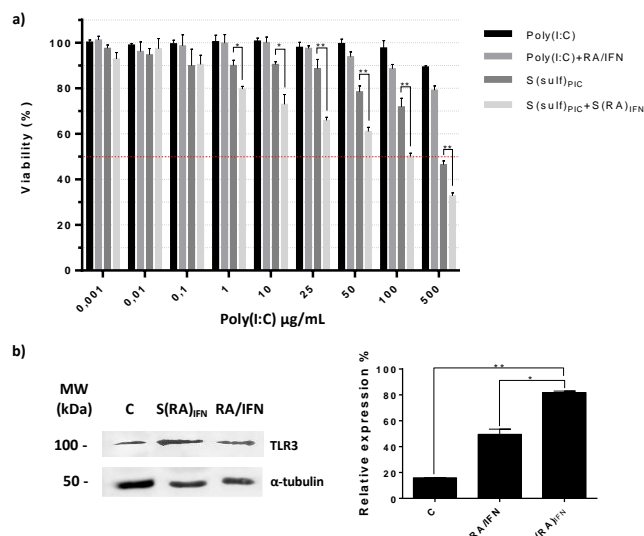 a)
Viability (%)
100
80
60
40
20
0
* * ** ** ** **
0,001 0,01 0,1 1 10 25 50 100 500
Poly(I:C) µg/mL
Poly(I:C)
Poly(I:C)+RA/IFN
S(sulf)PIC
S(sulf)PIC+S(RA)IFN
b)
MW
(kDa)
C S(RA)IFN RA/IFN
100 - TLR3
50 - α-tubulin
Relative expression %
100
80
60
40
20
0
**
*
C RA/IFN (RA)IFN